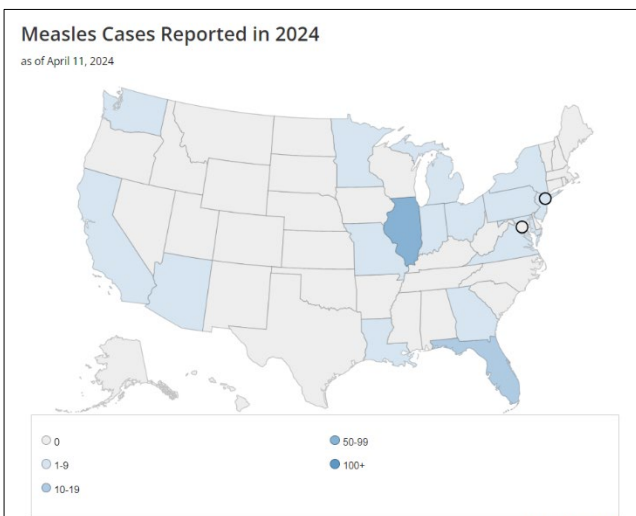 Measles Cases Reported in 2024
as of April 11, 2024
0
50-99
1-9
100+
10-19